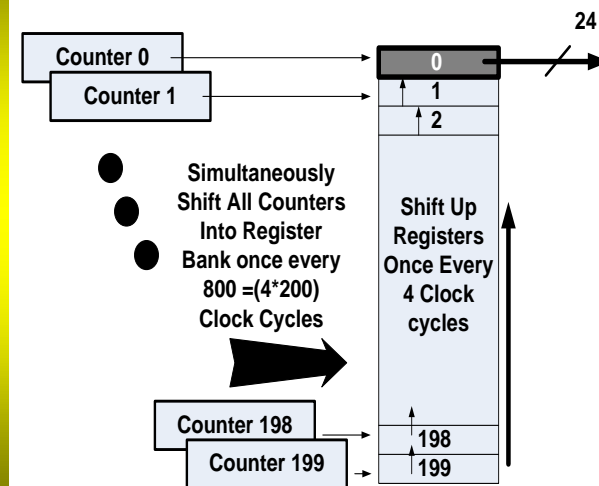 24
Counter 0
0
Counter 1
1
2
Simultaneously
Shift All Counters
Into Register
Bank once every
800 =(4*200)
Clock Cycles
Shift Up
Registers
Once Every
4 Clock
cycles
Counter 198
198
Counter 199
199